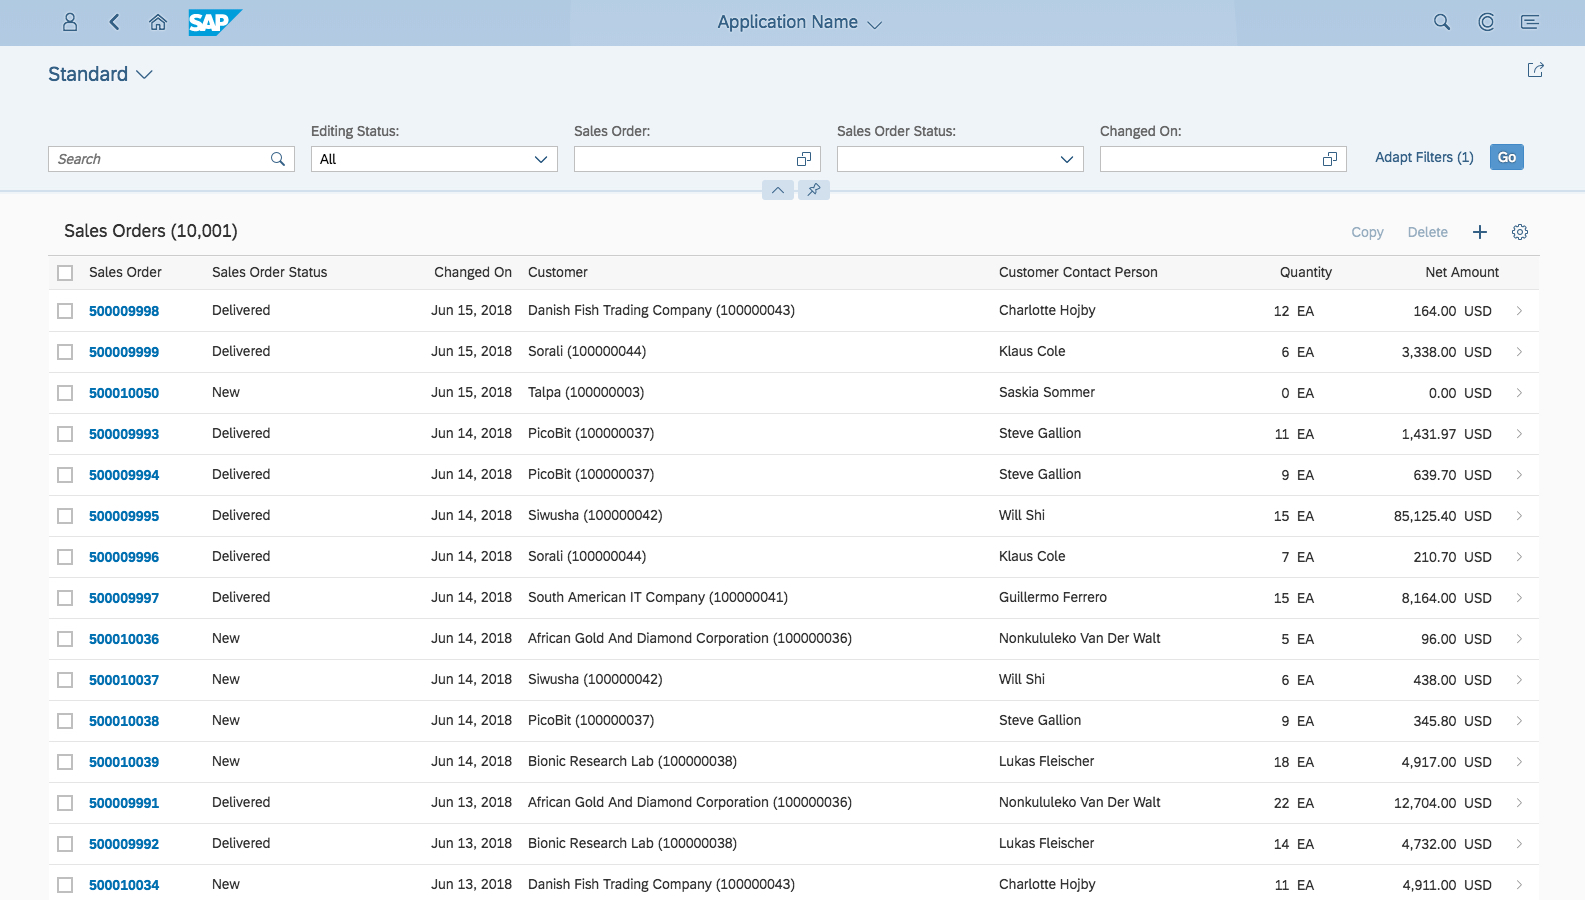 SAP Application Name
Standard
Editing Status: Sales Order: Sales Order Status: Changed On:
Search All Adapt Filters (1) Go
Sales Orders (10,001) Copy Delete
Sales Order Sales Order Status Changed On Customer Customer Contact Person Quantity Net Amount
500009998 Delivered Jun 15, 2018 Danish Fish Trading Company (100000043) Charlotte Hojby 12 EA 164.00 USD
500009999 Delivered Jun 15, 2018 Sorali (100000044) Klaus Cole 6 EA 3,338.00 USD
500010050 New Jun 15, 2018 Talpa (100000003) Saskia Sommer 0 EA 0.00 USD
500009993 Delivered Jun 14, 2018 PicoBit (100000037) Steve Gallion 11 EA 1,431.97 USD
500009994 Delivered Jun 14, 2018 PicoBit (100000037) Steve Gallion 9 EA 639.70 USD
500009995 Delivered Jun 14, 2018 Siwusha (100000042) Will Shi 15 EA 85,125.40 USD
500009996 Delivered Jun 14, 2018 Sorali (100000044) Klaus Cole 7 EA 210.70 USD
500009997 Delivered Jun 14, 2018 South American IT Company (100000041) Guillermo Ferrero 15 EA 8,164.00 USD
500010036 New Jun 14, 2018 African Gold And Diamond Corporation (100000036) Nonkululeko Van Der Walt 5 EA 96.00 USD
500010037 New Jun 14, 2018 Siwusha (100000042) Will Shi 6 EA 438.00 USD
500010038 New Jun 14, 2018 PicoBit (100000037) Steve Gallion 9 EA 345.80 USD
500010039 New Jun 14, 2018 Bionic Research Lab (100000038) Lukas Fleischer 18 EA 4,917.00 USD
500009991 Delivered Jun 13, 2018 African Gold And Diamond Corporation (100000036) Nonkululeko Van Der Walt 22 EA 12,704.00 USD
500009992 Delivered Jun 13, 2018 Bionic Research Lab (100000038) Lukas Fleischer 14 EA 4,732.00 USD
500010034 New Jun 13, 2018 Danish Fish Trading Company (100000043) Charlotte Hojby 11 EA 4,911.00 USD